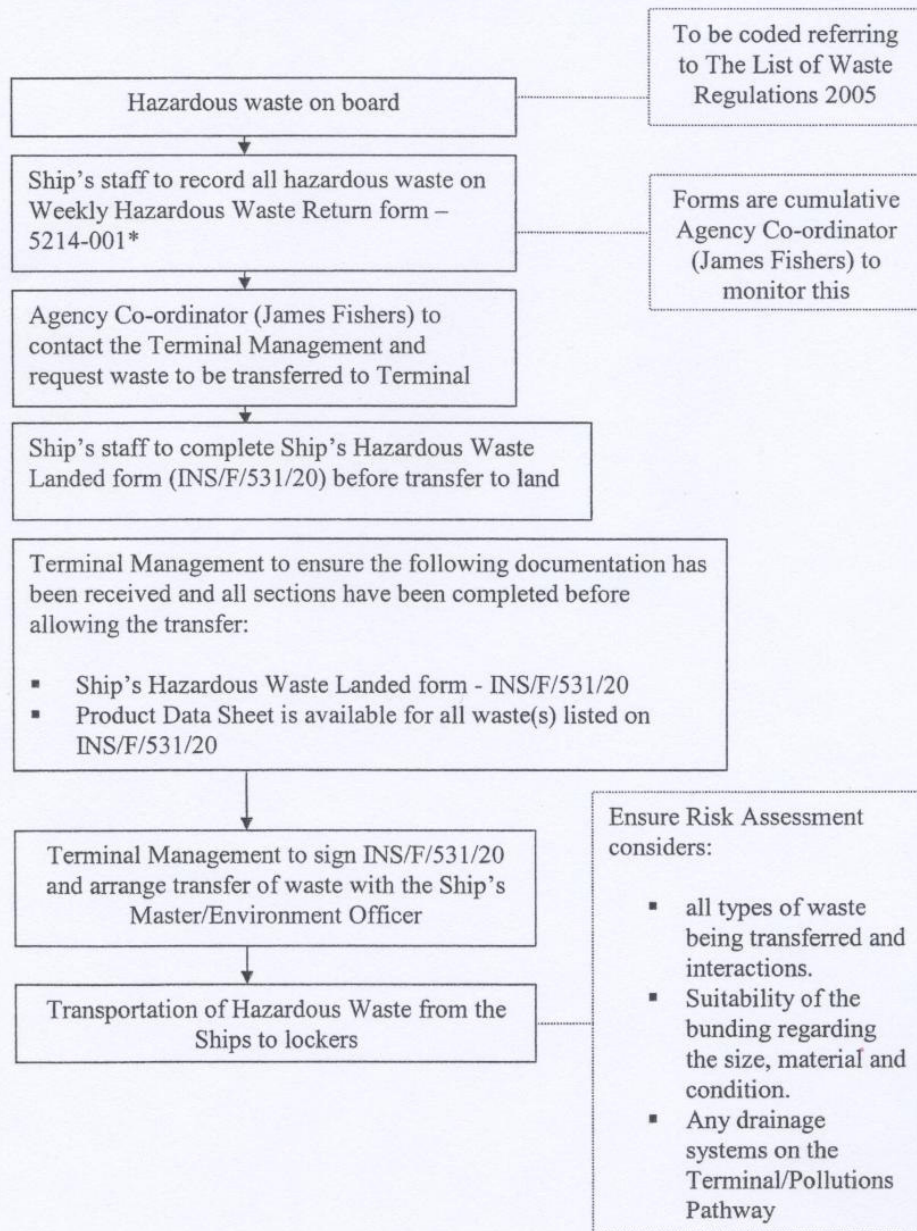 To be coded referring
to The List of Waste
Regulations 2005
Hazardous waste on board
Ship's staff to record all hazardous waste on
Weekly Hazardous Waste Return form –
5214-001*
Forms are cumulative
Agency Co-ordinator
(James Fishers) to
monitor this
Agency Co-ordinator (James Fishers) to
contact the Terminal Management and
request waste to be transferred to Terminal
Ship's staff to complete Ship's Hazardous Waste
Landed form (INS/F/531/20) before transfer to land
Terminal Management to ensure the following documentation has
been received and all sections have been completed before
allowing the transfer:
▪ Ship's Hazardous Waste Landed form - INS/F/531/20
▪ Product Data Sheet is available for all waste(s) listed on
INS/F/531/20
Terminal Management to sign INS/F/531/20
and arrange transfer of waste with the Ship's
Master/Environment Officer
Transportation of Hazardous Waste from the
Ships to lockers
Ensure Risk Assessment
considers:
▪ all types of waste
being transferred and
interactions.
▪ Suitability of the
bunding regarding
the size, material and
condition.
▪ Any drainage
systems on the
Terminal/Pollutions
Pathway